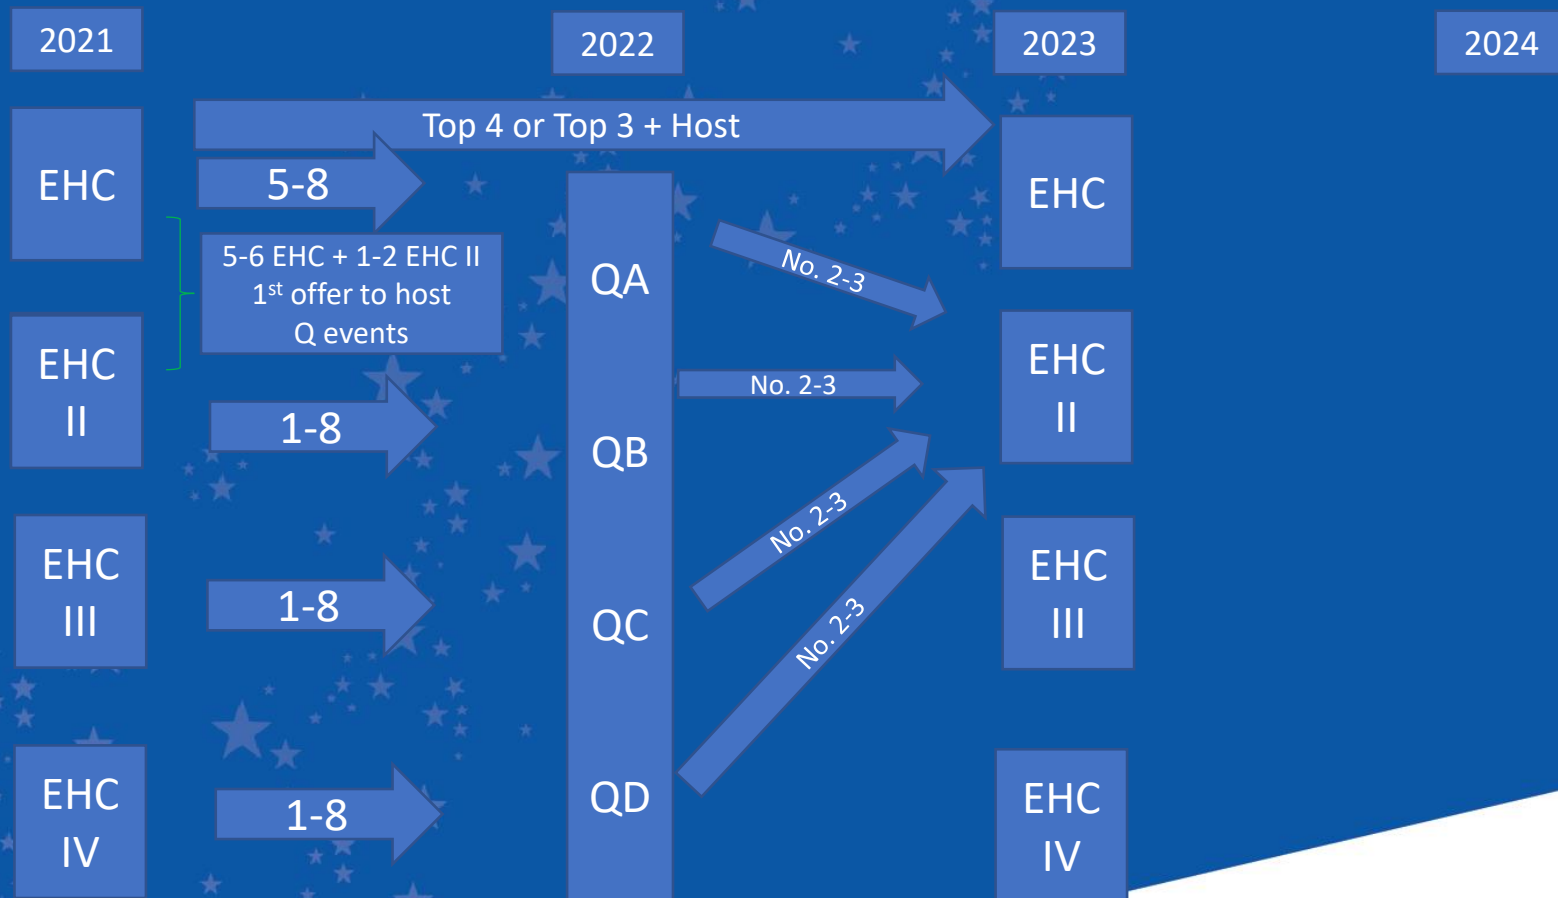 2021
2022
2023
2024
Top 4 or Top 3 + Host
EHC
5-8
EHC
5-6 EHC + 1-2 EHC II
1st offer to host
Q events
QA
No. 2-3
EHC
II
1-8
QB
No. 2-3
EHC
II
EHC
III
1-8
QC
No. 2-3
No. 2-3
EHC
III
EHC
IV
1-8
QD
EHC
IV